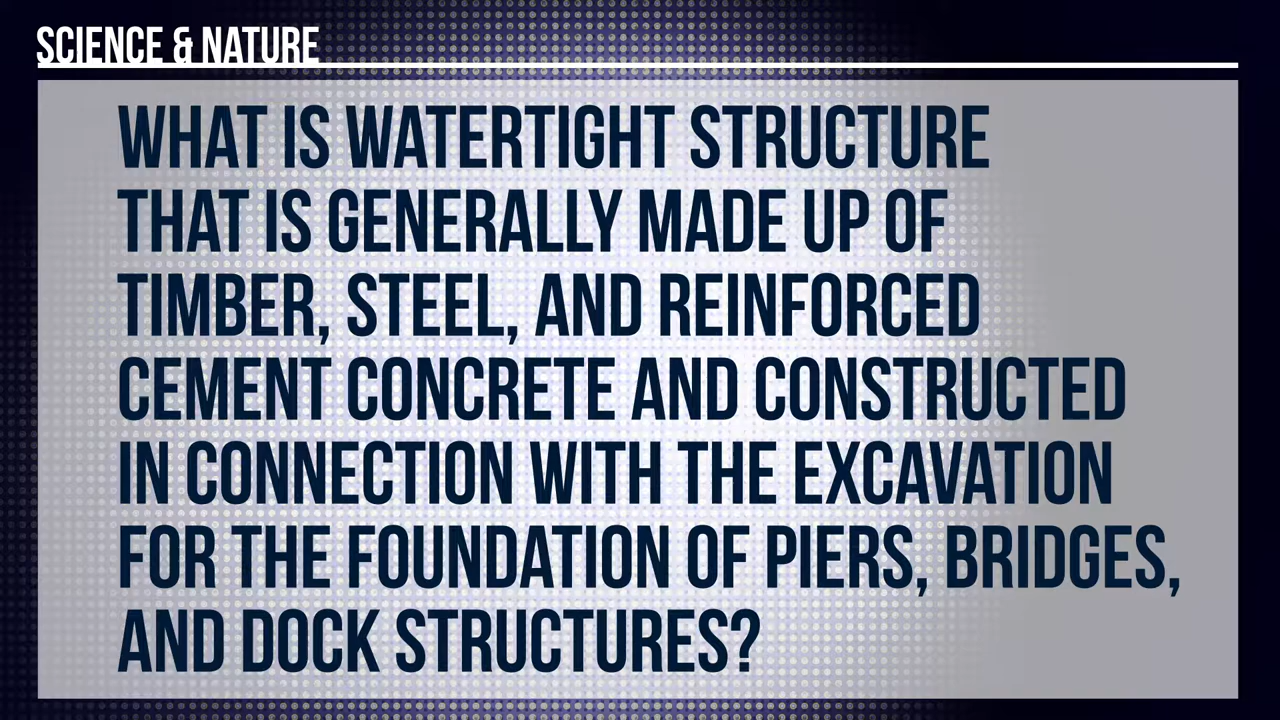 SCIENCE & NATURE
WHAT IS WATERTIGHT STRUCTURE
THAT IS GENERALLY MADE UP OF
TIMBER, STEEL, AND REINFORCED
CEMENT CONCRETE AND CONSTRUCTED
IN CONNECTION WITH THE EXCAVATION
FOR THE FOUNDATION OF PIERS, BRIDGES,
AND DOCK STRUCTURES?